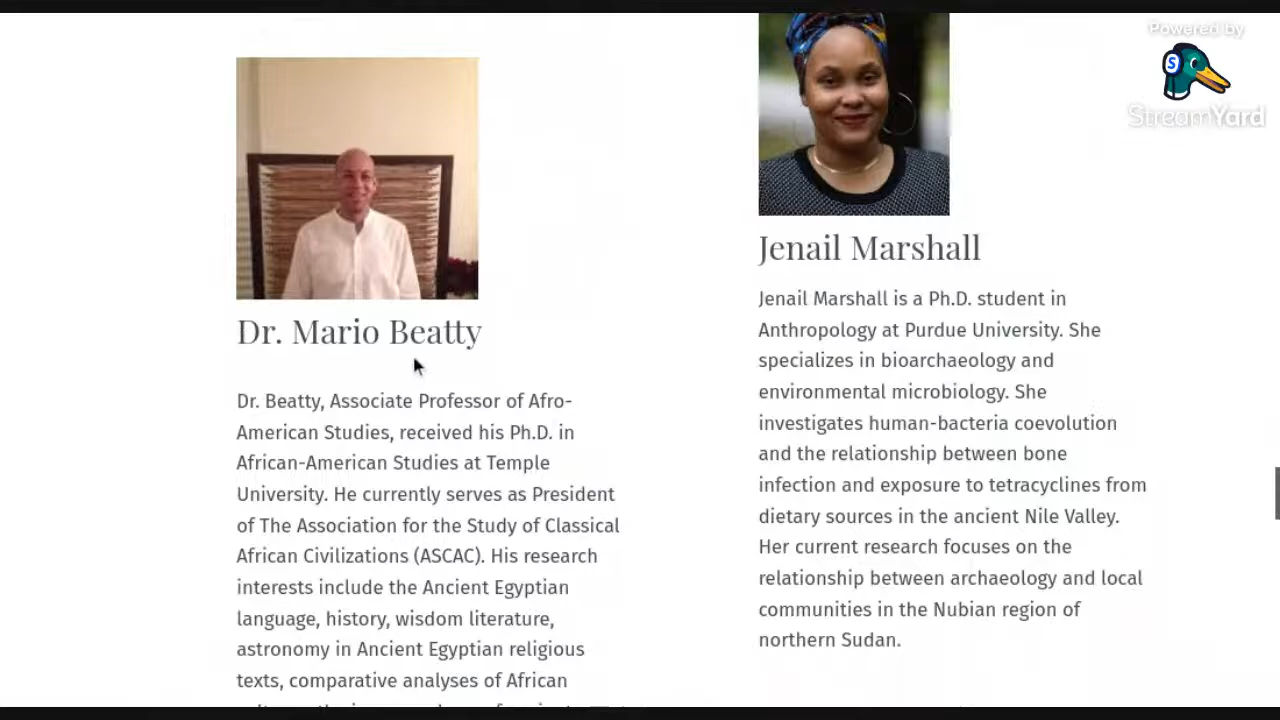 Powered by
StreamYard
Dr. Mario Beatty
Dr. Beatty, Associate Professor of Afro-
American Studies, received his Ph.D. in
African-American Studies at Temple
University. He currently serves as President
of The Association for the Study of Classical
African Civilizations (ASCAC). His research
interests include the Ancient Egyptian
language, history, wisdom literature,
astronomy in Ancient Egyptian religious
texts, comparative analyses of African
Jenail Marshall
Jenail Marshall is a Ph.D. student in
Anthropology at Purdue University. She
specializes in bioarchaeology and
environmental microbiology. She
investigates human-bacteria coevolution
and the relationship between bone
infection and exposure to tetracyclines from
dietary sources in the ancient Nile Valley.
Her current research focuses on the
relationship between archaeology and local
communities in the Nubian region of
northern Sudan.